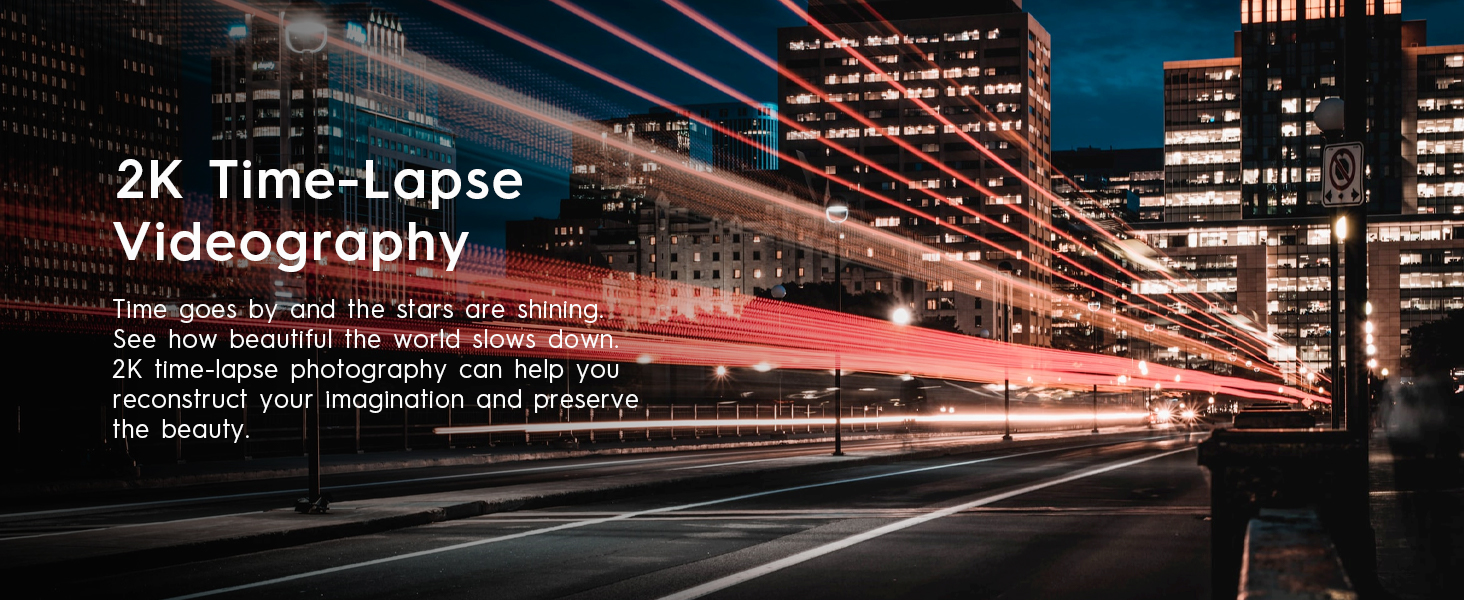 2K Time-Lapse
Videography
Time goes by and the stars are shining.
See how beautiful the world slows down.
2K time-lapse photography can help you
reconstruct your imagination and preserve
the beauty.